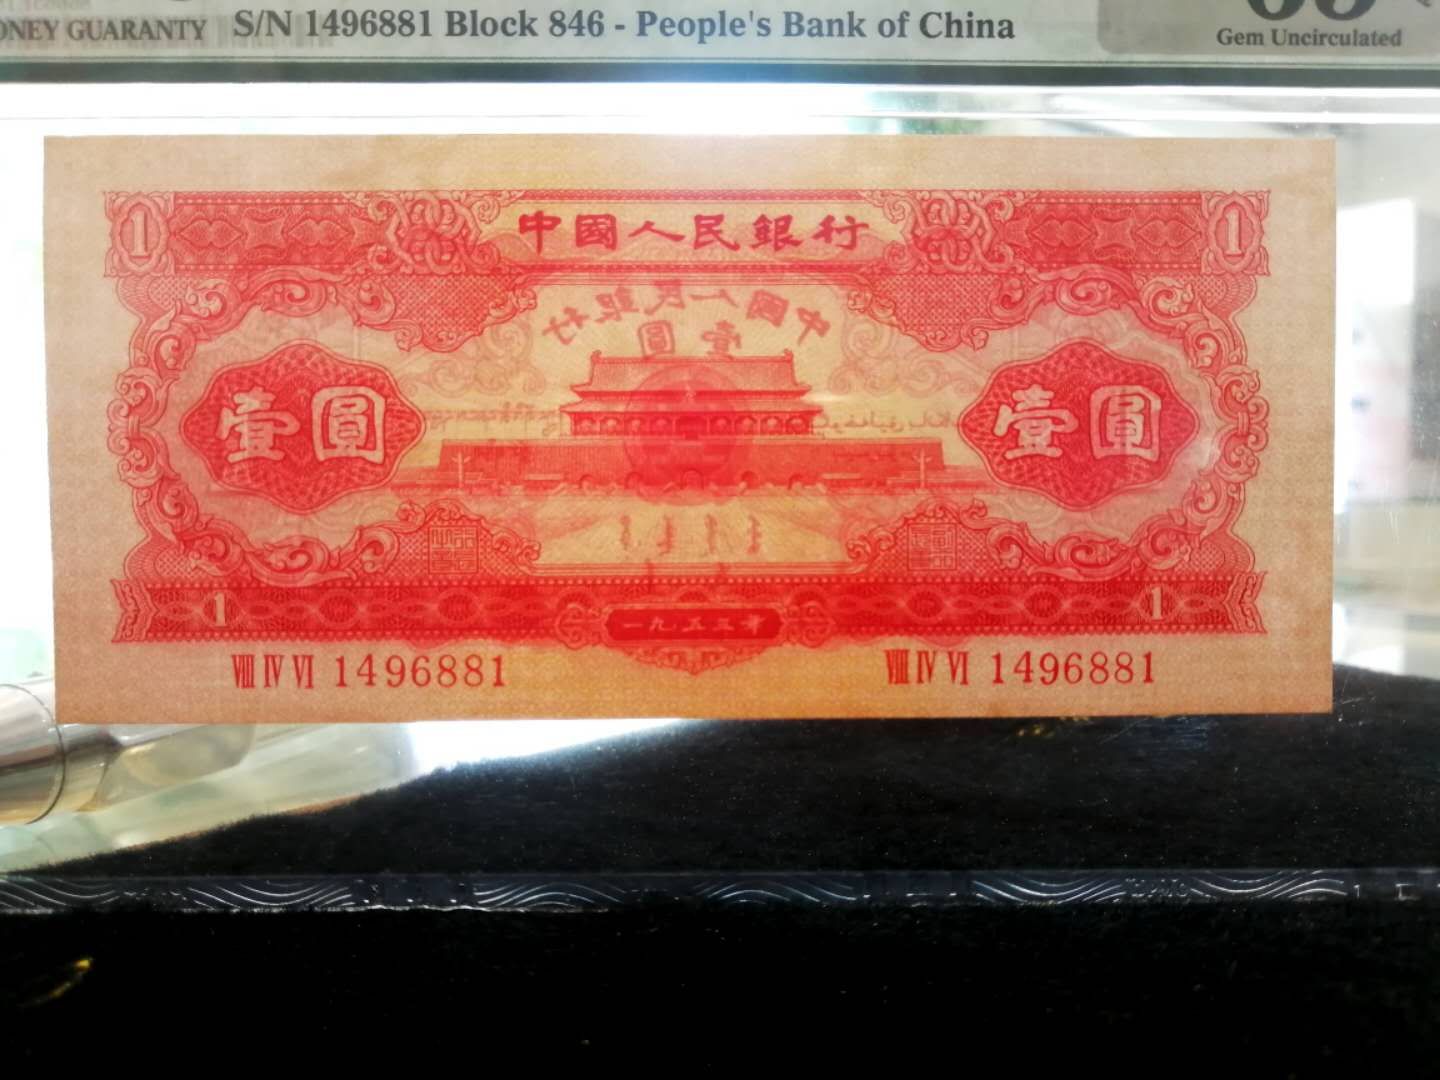 ONEY GUARANTY S/N 1496881 Block 846 - People's Bank of China
Gem Uncirculated
1 中國人民銀行 1
中國人民銀行
壹圓
壹圓 壹圓
1 一九五三年 1
VIII IV VI 1496881 VIII IV VI 1496881